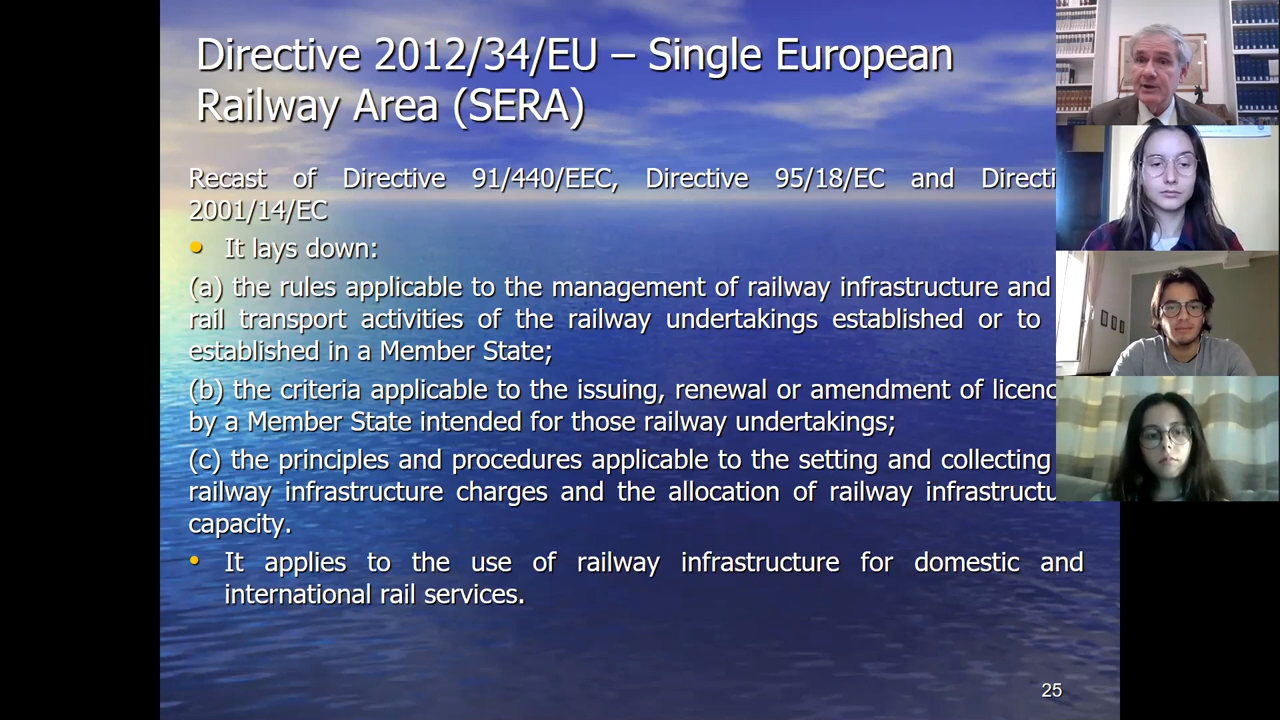 Directive 2012/34/EU – Single European
Railway Area (SERA)
Recast of Directive 91/440/EEC, Directive 95/18/EC and
2001/14/EC
• It lays down:
(a) the rules applicable to the management of railway infrastructure and
rail transport activities of the railway undertakings established or to
established in a Member State;
(b) the criteria applicable to the issuing, renewal or amendment of
by a Member State intended for those railway undertakings;
(c) the principles and procedures applicable to the setting and collecting
railway infrastructure charges and the allocation of railway
capacity.
• It applies to the use of railway infrastructure for domestic and
international rail services.
25